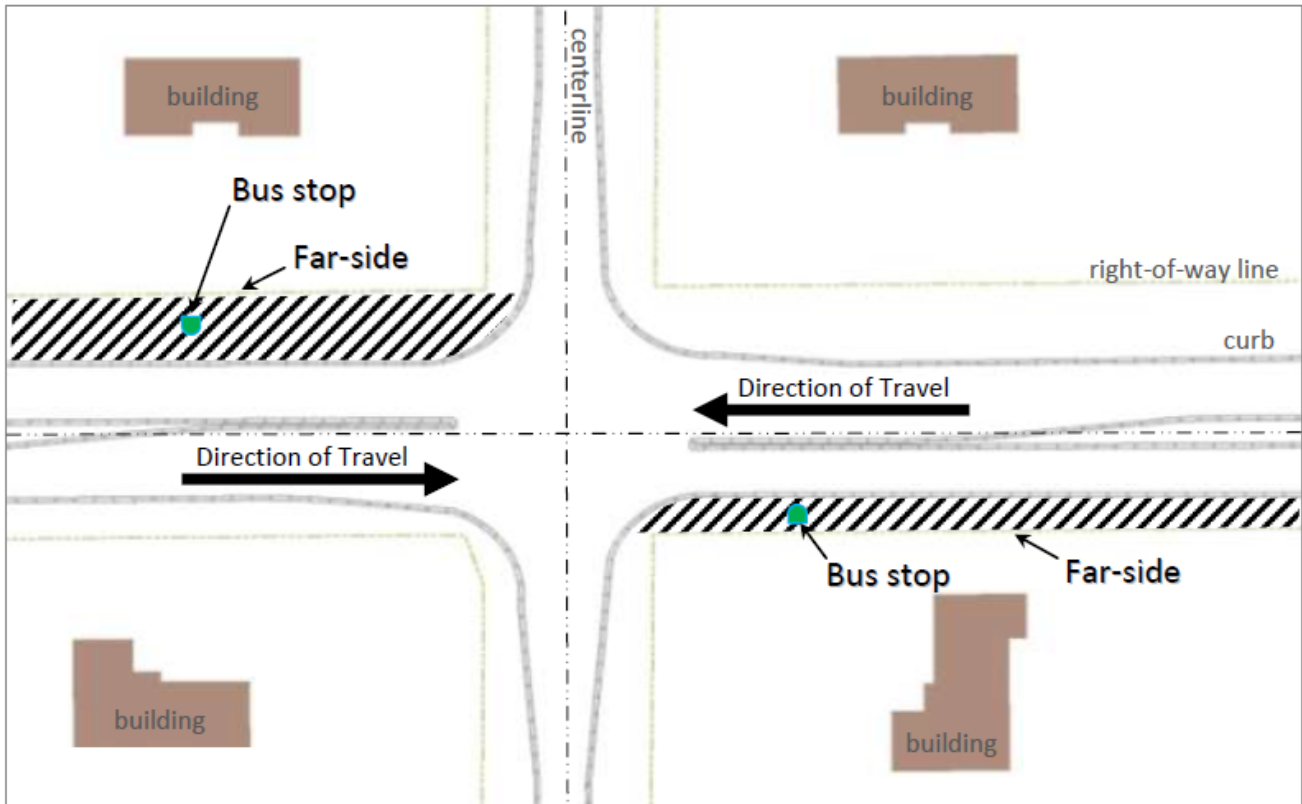 centerline
building
building
Bus stop
Far-side
right-of-way line
curb
Direction of Travel
Direction of Travel
Bus stop
Far-side
building
building